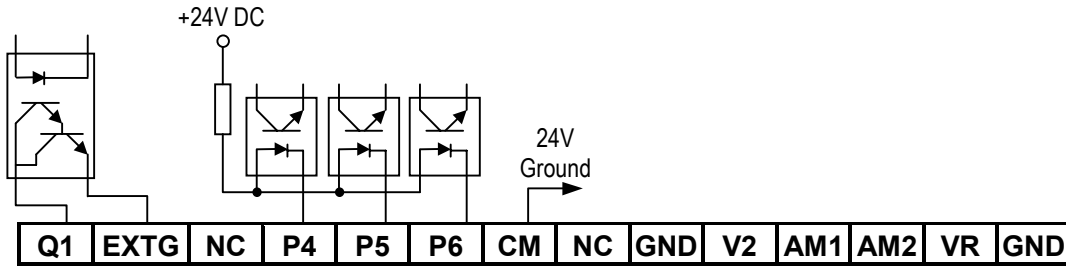 +24V DC
24V
Ground
Q1 EXTG NC P4 P5 P6 CM NC GND V2 AM1 AM2 VR GND